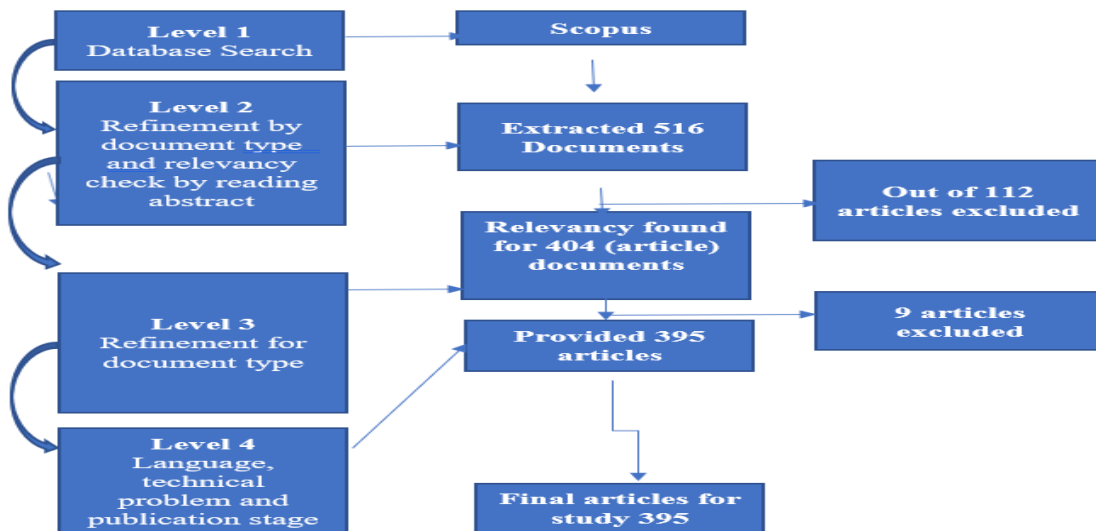 Level 1
Database Search
Scopus
Level 2
Refinement by
document type
and relevancy
check by reading
abstract
Extracted 516
Documents
Out of 112
articles excluded
Relevancy found
for 404 (article)
documents
Level 3
Refinement for
document type
9 articles
excluded
Provided 395
articles
Level 4
Language,
technical
problem and
publication stage
Final articles for
study 395